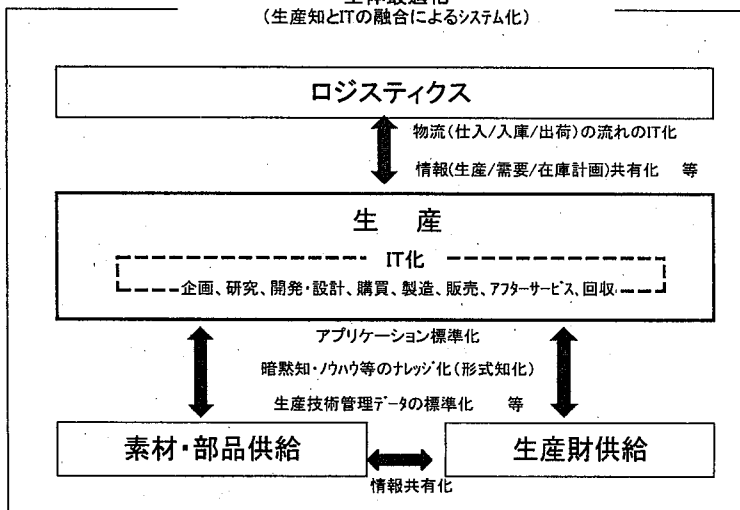 (生産知とITの融合によるシステム化)
ロジスティクス
物流(仕入/入庫/出荷)の流れのIT化
情報(生産/需要/在庫計画)共有化 等
生 産
IT化
企画、研究、開発・設計、購買、製造、販売、アフターサービス、回収
アプリケーション標準化
暗黙知・ノウハウ等のナレッジ化(形式知化)
生産技術管理データの標準化 等
素材・部品供給
生産財供給
情報共有化